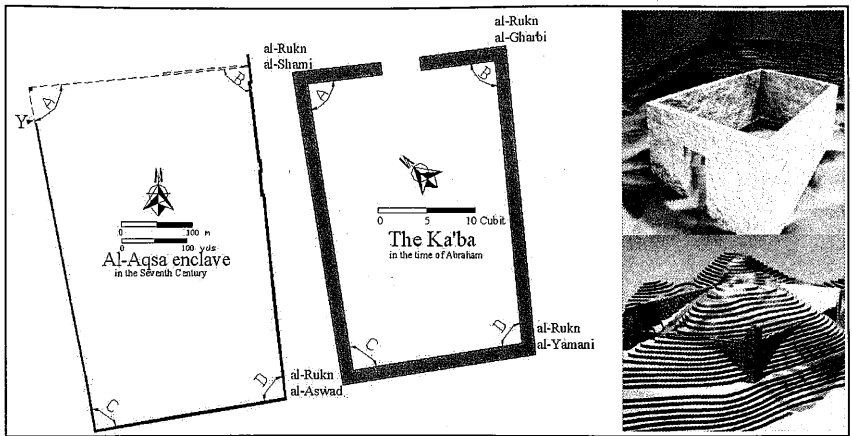 al-Rukn
al-Shami
al-Rukn
al-Gharbi
A
B
Y
A
B
N
100 m
100 yds
Al-Aqsa enclave
in the Seventh Century
N
0 5 10 Cubit
The Ka'ba
in the time of Abraham
C
D
al-Rukn
al-Aswad
C
D
al-Rukn
al-Yamani